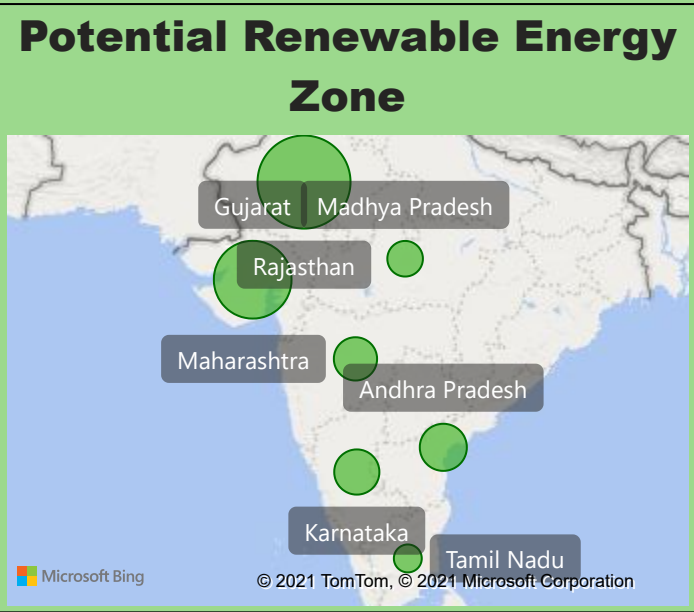 Potential Renewable Energy
Zone
Gujarat
Madhya Pradesh
Rajasthan
Maharashtra
Andhra Pradesh
Karnataka
Tamil Nadu
Microsoft Bing
© 2021 TomTom, © 2021 Microsoft Corporation